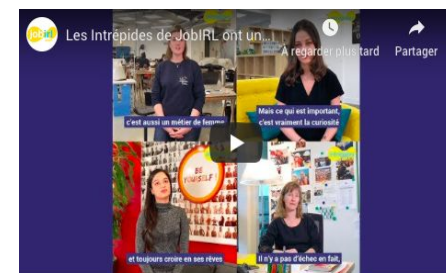 jobirl
Les Intrépides de JobIRL ont un...
À regarder plus tard
Partager
c'est aussi un métier de femme
Mais ce qui est important,
c'est vraiment la curiosité
BE
YOURSELF!
et toujours croire en ses rêves
Il n'y a pas d'échec en fait,